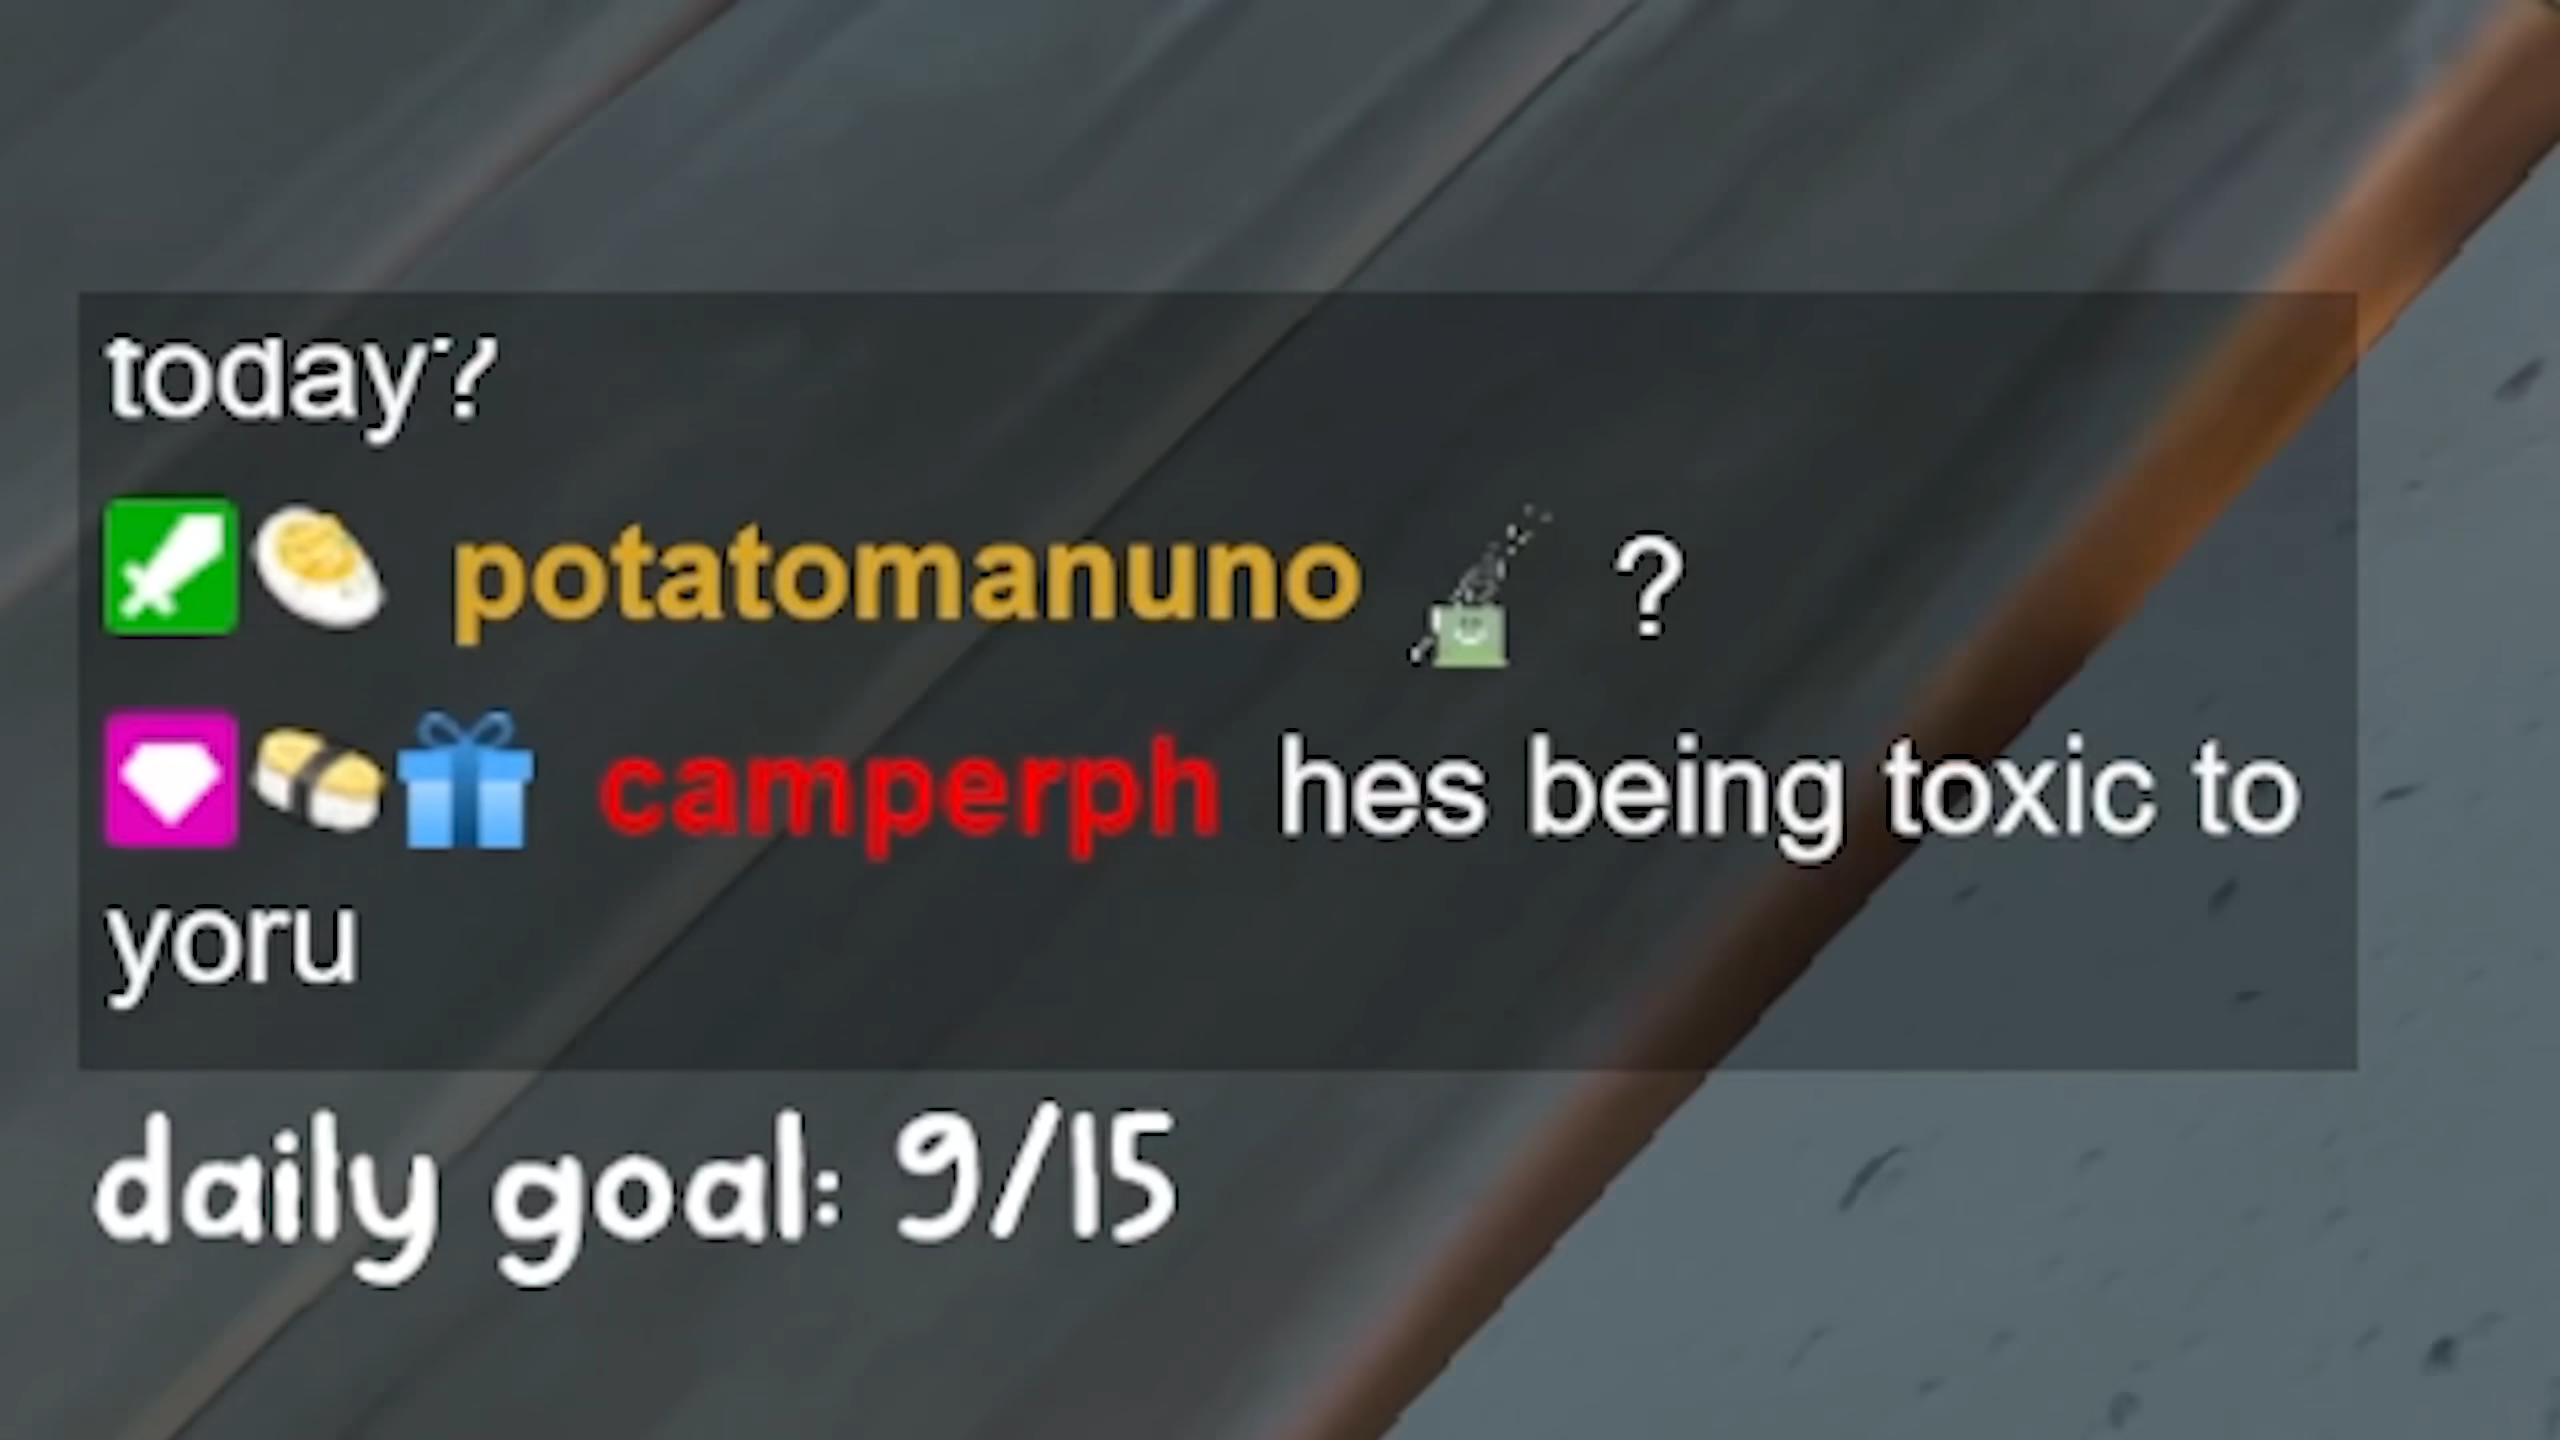 today?
potatomanuno ?
camperph hes being toxic to
yoru
daily goal: 9/15